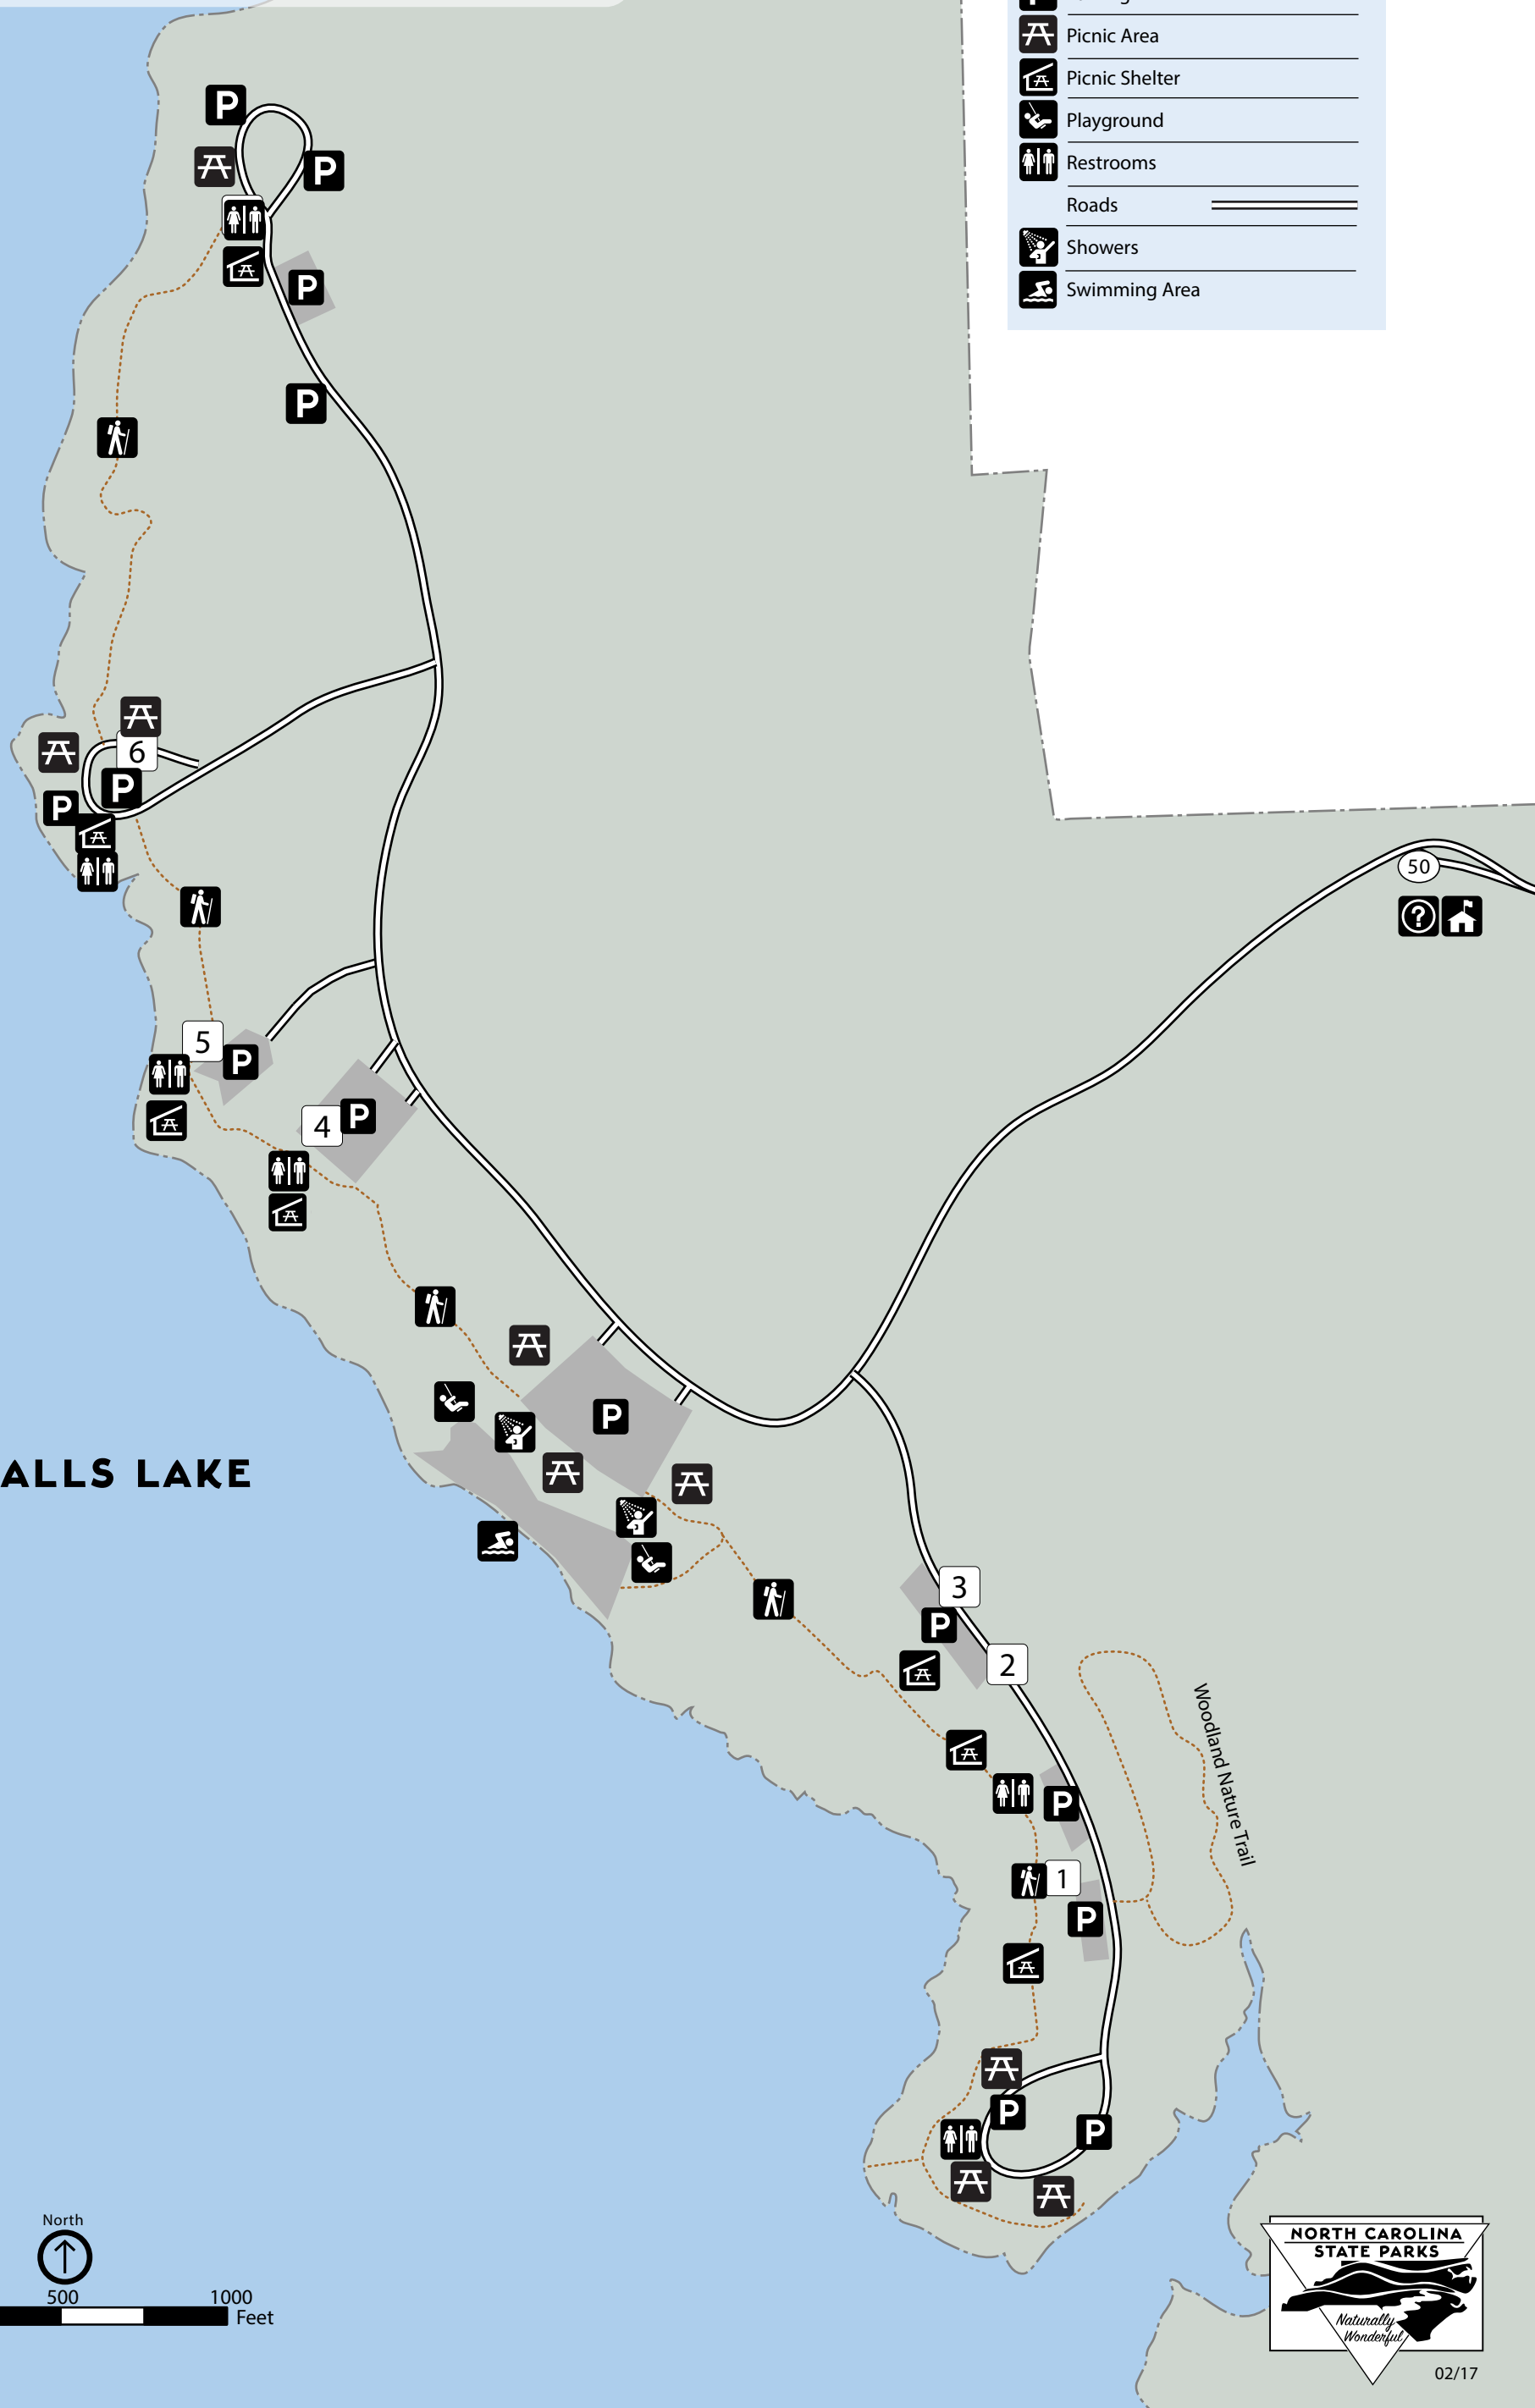 Picnic Area
Picnic Shelter
Playground
Restrooms
Roads
Showers
Swimming Area
P
P
P
P
6
P
P
50
?
5
P
4
P
P
ALLS LAKE
3
P
2
P
Woodland Nature Trail
1
P
P
P
North
500 1000
Feet
NORTH CAROLINA
STATE PARKS
Naturally
Wonderful
02/17